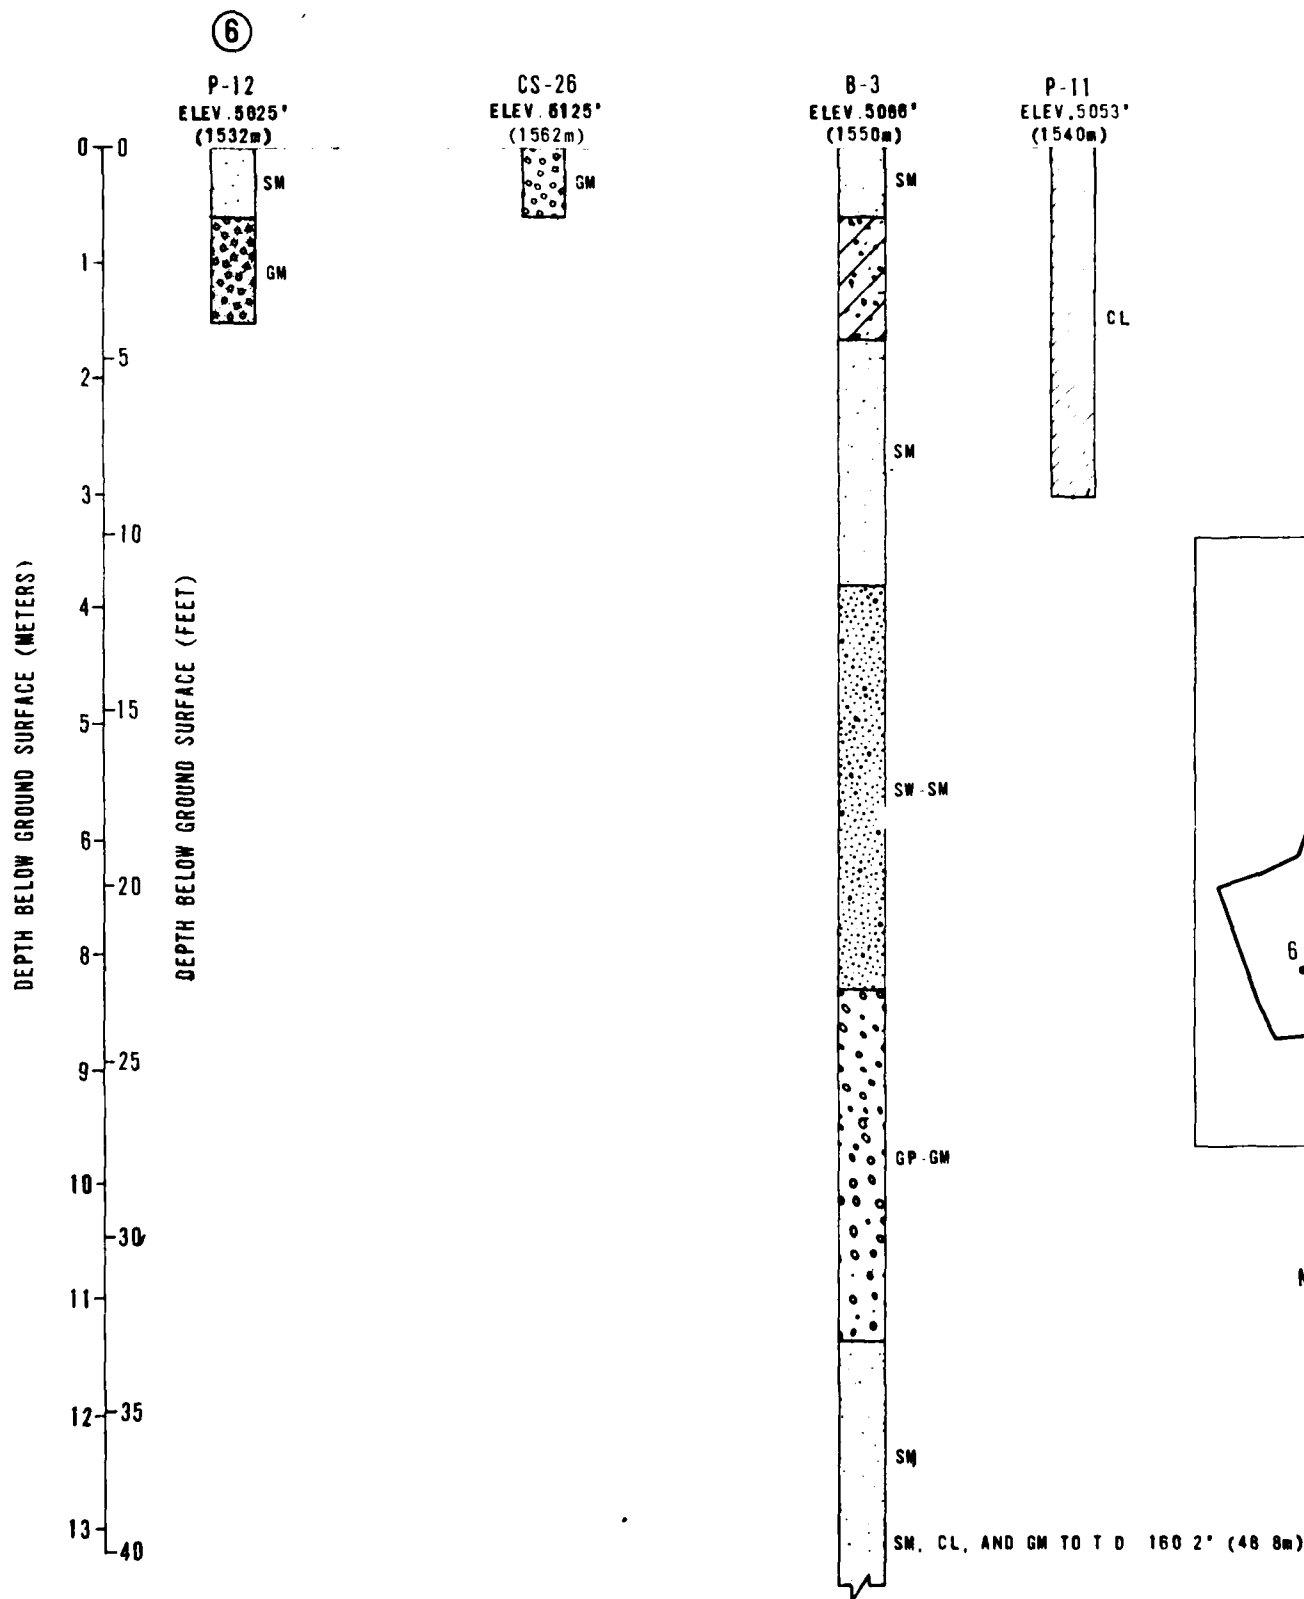 6
P-12
ELEV. 5025'
(1532m)
CS-26
ELEV. 5125'
(1562m)
B-3
ELEV. 5086'
(1550m)
P-11
ELEV. 5053'
(1540m)
0 0
SM
GM
GM
SM
1
CL
5
2
SM
3
10
4
15
5
SW-SM
6
20
8
6
25
9
GP-GM
10
30
11
35
12
SM
13
40
SM, CL, AND GM TO T D 160 2' (48 8m)
DEPTH BELOW GROUND SURFACE (METERS)
DEPTH BELOW GROUND SURFACE (FEET)